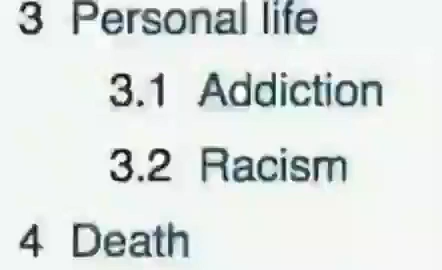 3 Personal life
3.1 Addiction
3.2 Racism
4 Death